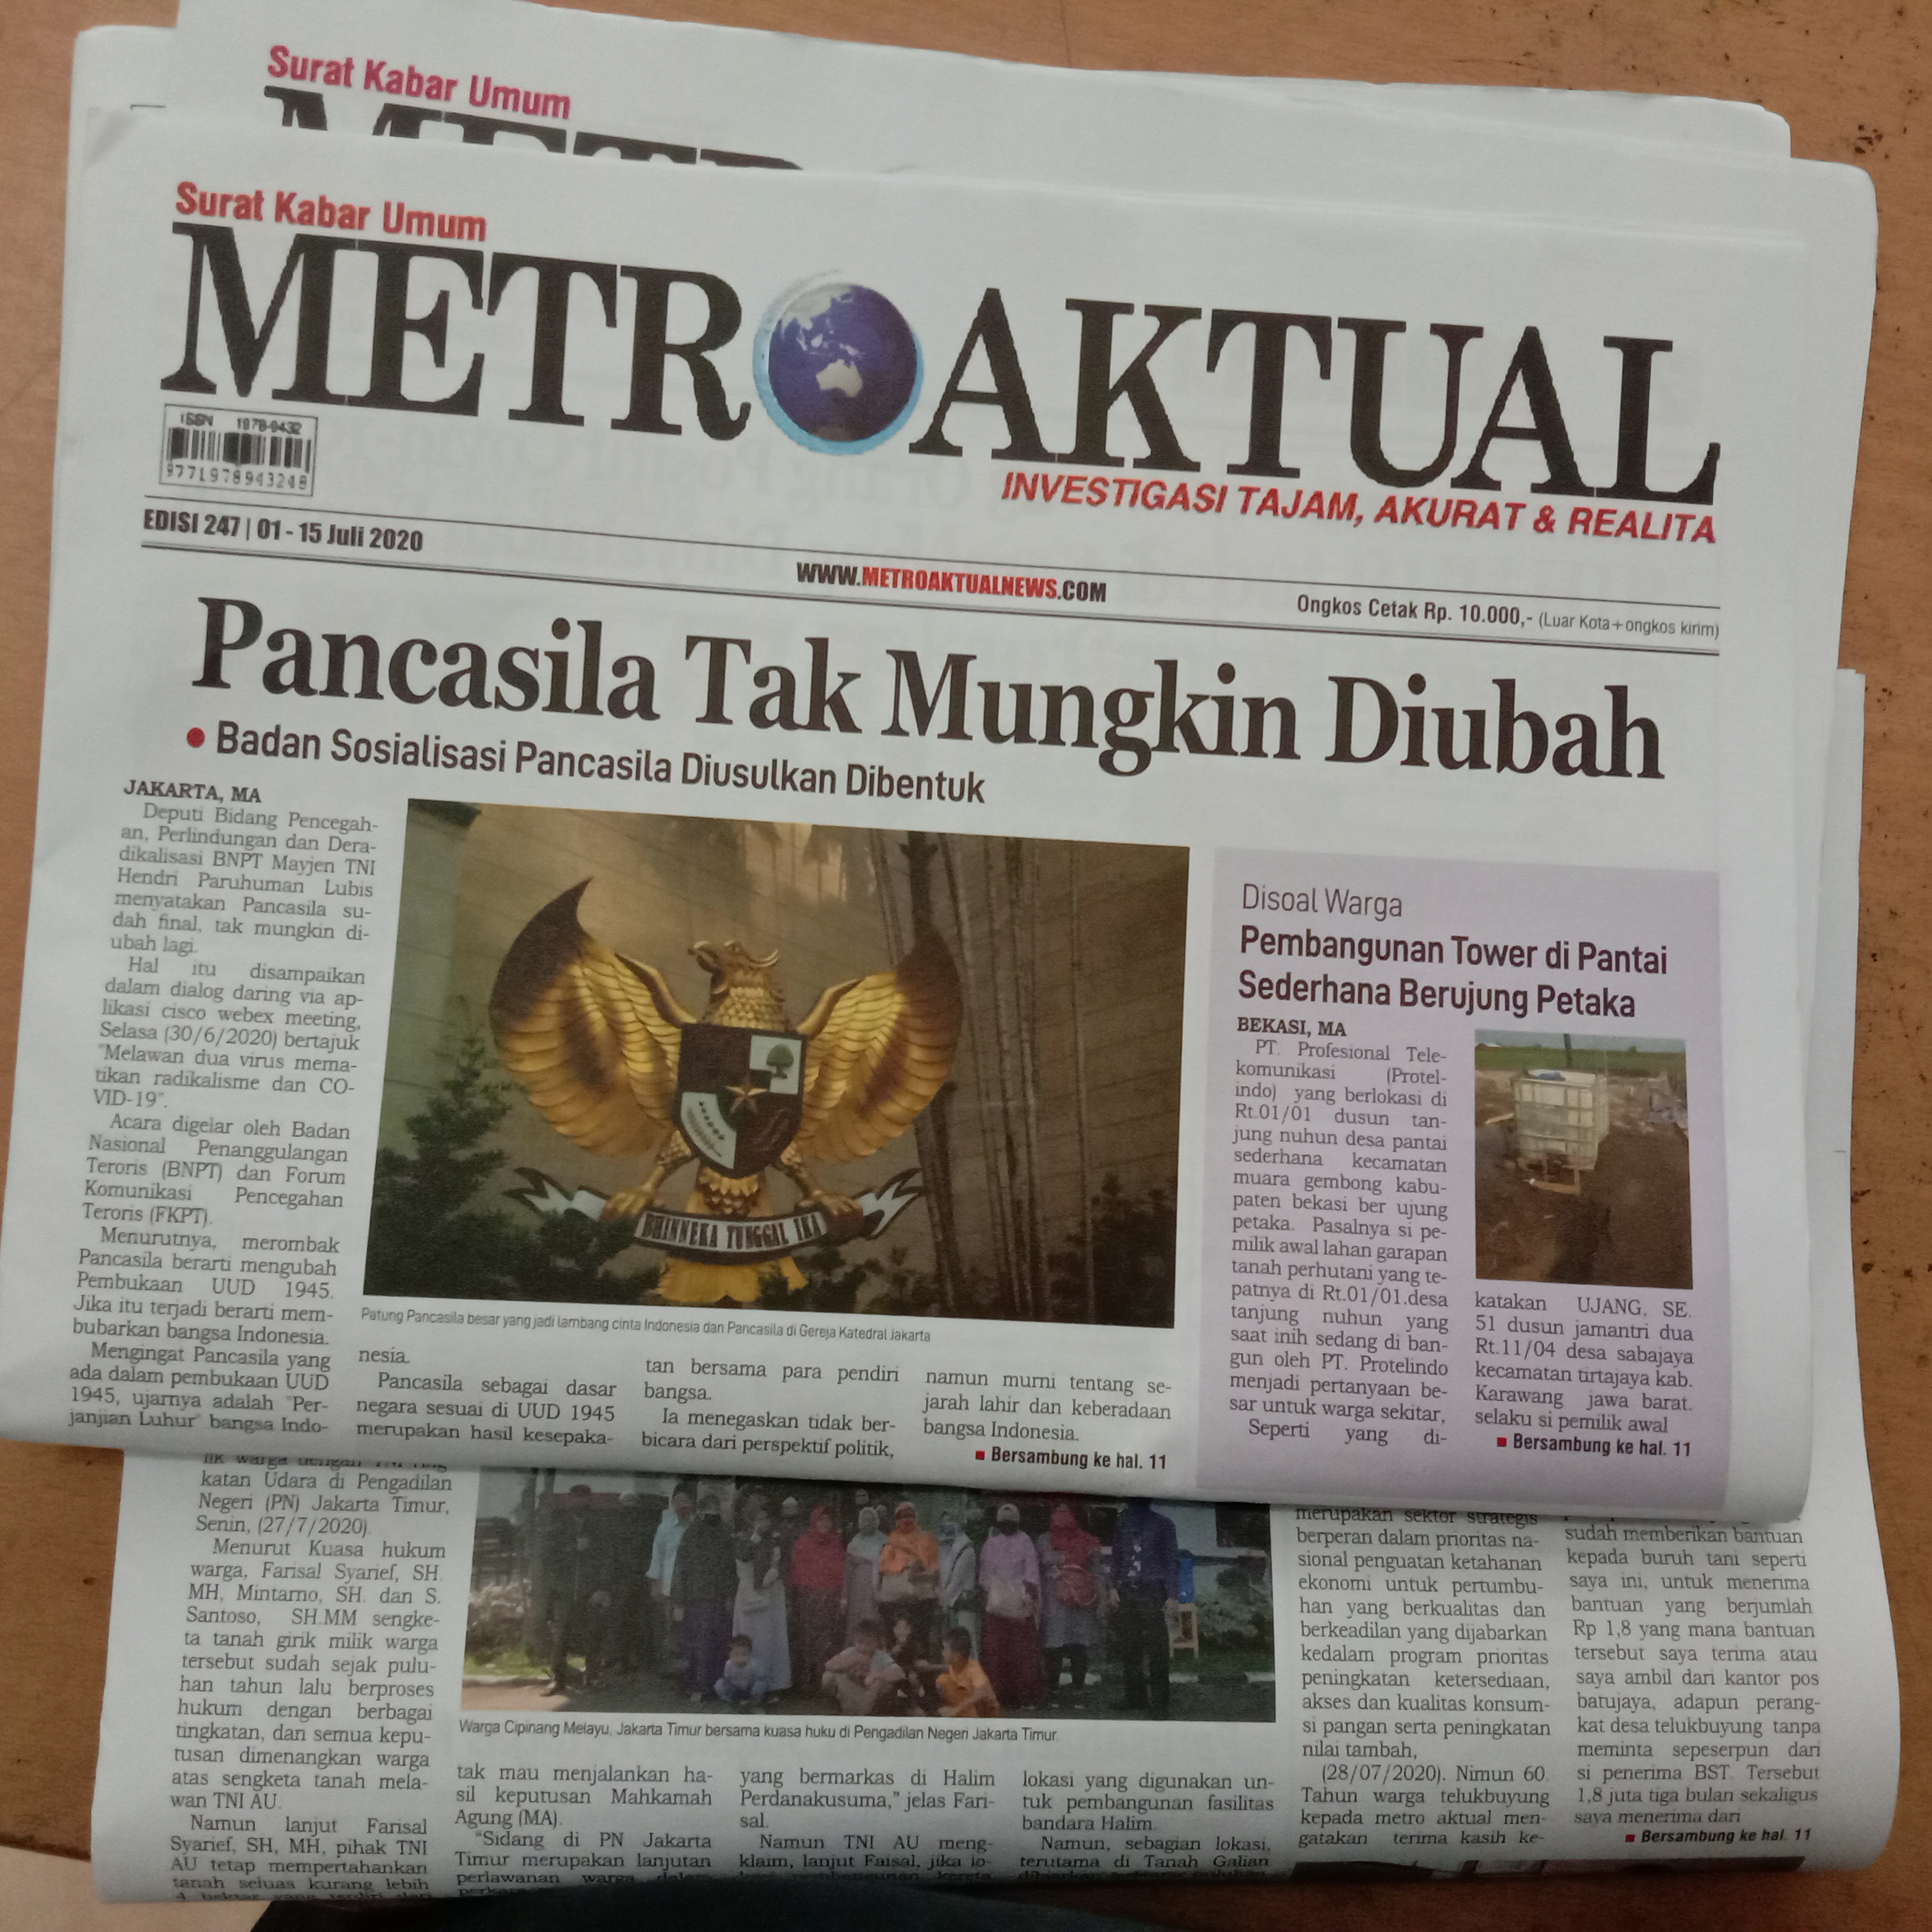 Surat Kabar Umum
Surat Kabar Umum
METROAKTUAL
ISSN 1978-9432
9771978943248
INVESTIGASI TAJAM, AKURAT & REALITA
EDISI 247 | 01 - 15 Juli 2020
WWW.METROAKTUALNEWS.COM
Ongkos Cetak Rp. 10.000,- (Luar Kota+ongkos kirim)
Pancasila Tak Mungkin Diubah
• Badan Sosialisasi Pancasila Diusulkan Dibentuk
JAKARTA, MA
Deputi Bidang Pencegah-
an, Perlindungan dan Dera-
dikalisasi BNPT Mayjen TNI
Hendri Paruhuman Lubis
menyatakan Pancasila su-
dah final, tak mungkin di-
ubah lagi.
Hal itu disampaikan
dalam dialog daring via ap-
likasi cisco webex meeting,
Selasa (30/6/2020) bertajuk
"Melawan dua virus mema-
tikan radikalisme dan CO-
VID-19".
Acara digelar oleh Badan
Nasional Penanggulangan
Teroris (BNPT) dan Forum
Komunikasi Pencegahan
Teroris (FKPT).
Menurutnya, merombak
Pancasila berarti mengubah
Pembukaan UUD 1945.
Jika itu terjadi berarti mem-
bubarkan bangsa Indonesia.
Mengingat Pancasila yang
ada dalam pembukaan UUD
1945, ujarnya adalah "Per-
janjian Luhur" bangsa Indo-
BHINNEKA TUNGGAL IKA
Patung Pancasila besar yang jadi lambang cinta Indonesia dan Pancasila di Gereja Katedral Jakarta
nesia.
Pancasila sebagai dasar
negara sesuai di UUD 1945
merupakan hasil kesepaka-
tan bersama para pendiri
bangsa.
Ia menegaskan tidak ber-
bicara dari perspektif politik,
namun murni tentang se-
jarah lahir dan keberadaan
bangsa Indonesia.
Bersambung ke hal. 11
Disoal Warga
Pembangunan Tower di Pantai
Sederhana Berujung Petaka
BEKASI, MA
PT. Profesional Tele-
komunikasi (Protel-
indo) yang berlokasi di
Rt.01/01 dusun tan-
jung nuhun desa pantai
sederhana kecamatan
muara gembong kabu-
paten bekasi ber ujung
petaka. Pasalnya si pe-
milik awal lahan garapan
tanah perhutani yang te-
patnya di Rt.01/01.desa
tanjung nuhun yang
saat inih sedang di ban-
gun oleh PT. Protelindo
menjadi pertanyaan be-
sar untuk warga sekitar,
Seperti yang di-
katakan UJANG. SE.
51 dusun jamantri dua
Rt.11/04 desa sabajaya
kecamatan tirtajaya kab.
Karawang jawa barat.
selaku si pemilik awal
Bersambung ke hal. 11
lik warga dengan TNI Ang-
katan Udara di Pengadilan
Negeri (PN) Jakarta Timur,
Senin, (27/7/2020).
Menurut Kuasa hukum
warga, Farisal Syarief, SH.
MH, Mintarno, SH. dan S.
Santoso, SH.MM sengke-
ta tanah girik milik warga
tersebut sudah sejak pulu-
han tahun lalu berproses
hukum dengan berbagai
tingkatan, dan semua kepu-
tusan dimenangkan warga
atas sengketa tanah mela-
wan TNI AU.
Namun lanjut Farisal
Syarief, SH, MH, pihak TNI
AU tetap mempertahankan
tanah seluas kurang lebih
Warga Cipinang Melayu, Jakarta Timur bersama kuasa huku di Pengadilan Negeri Jakarta Timur.
tak mau menjalankan ha-
sil keputusan Mahkamah
Agung (MA).
"Sidang di PN Jakarta
Timur merupakan lanjutan
perlawanan warga dalam
yang bermarkas di Halim
Perdanakusuma," jelas Fari-
sal.
Namun TNI AU meng-
klaim, lanjut Faisal, jika lo-
lokasi yang digunakan un-
tuk pembangunan fasilitas
bandara Halim.
Namun, sebagian lokasi,
terutama di Tanah Galian
merupakan sektor strategis
berperan dalam prioritas na-
sional penguatan ketahanan
ekonomi untuk pertumbu-
han yang berkualitas dan
berkeadilan yang dijabarkan
kedalam program prioritas
peningkatan ketersediaan,
akses dan kualitas konsum-
si pangan serta peningkatan
nilai tambah,
(28/07/2020). Nimun 60.
Tahun warga telukbuyung
kepada metro aktual men-
gatakan terima kasih ke-
sudah memberikan bantuan
kepada buruh tani seperti
saya ini, untuk menerima
bantuan yang berjumlah
Rp 1,8 yang mana bantuan
tersebut saya terima atau
saya ambil dari kantor pos
batujaya, adapun perang-
kat desa telukbuyung tanpa
meminta sepeserpun dari
si penerima BST. Tersebut
1,8 juta tiga bulan sekaligus
saya menerima dari
Bersambung ke hal. 11